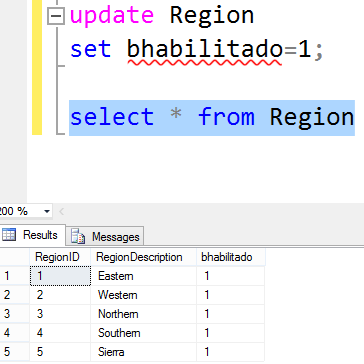 update Region
set bhabilitado=1;
select * from Region
200 %
Results Messages
RegionID RegionDescription bhabilitado
1 1 Eastern 1
2 2 Western 1
3 3 Northern 1
4 4 Southern 1
5 5 Sierra 1